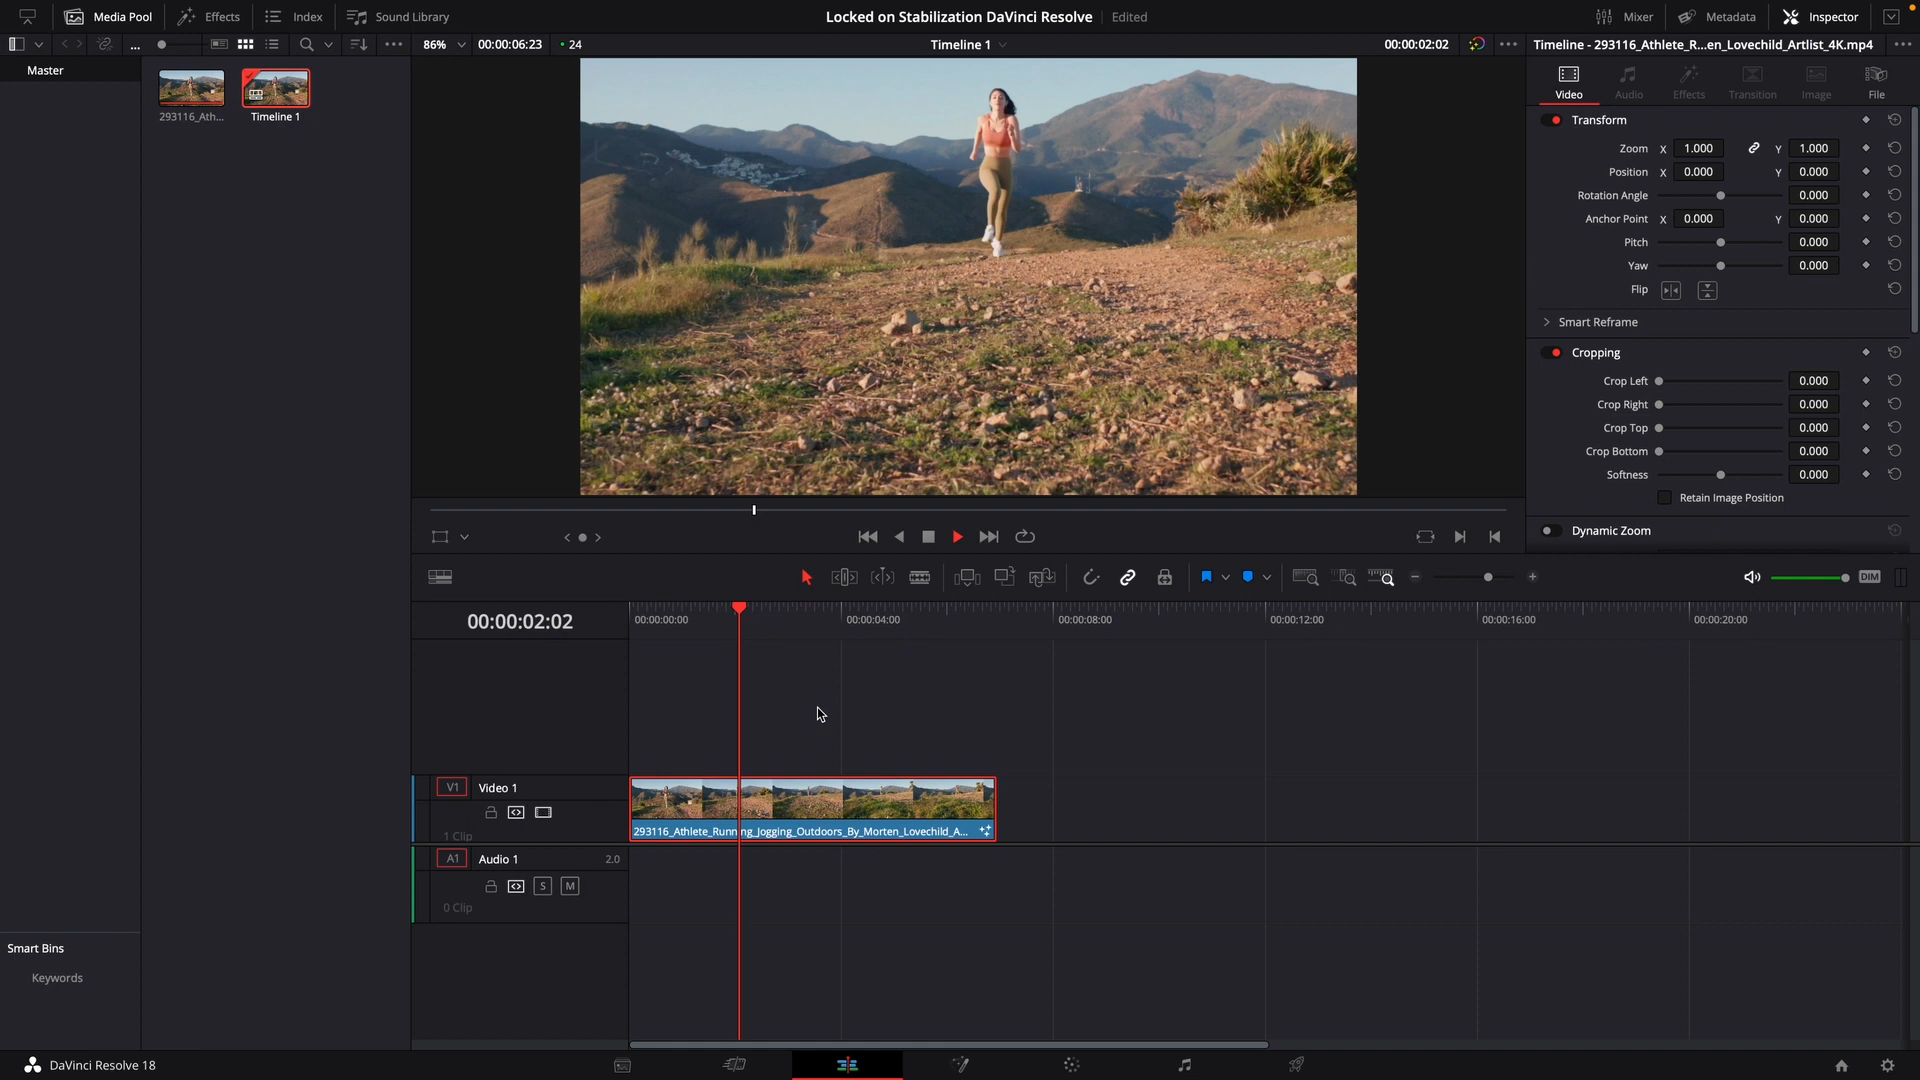 Media Pool
Effects
Index
Sound Library
Locked on Stabilization DaVinci Resolve
Edited
Mixer
Metadata
Inspector
86%
00:00:06:23
24
Timeline 1
00:00:02:02
Timeline - 293116_Athlete_R...en_Lovechild_Artlist_4K.mp4
Master
293116_Ath...
Timeline 1
Video
Audio
Effects
Transition
Image
File
Transform
Zoom X 1.000 Y 1.000
Position X 0.000 Y 0.000
Rotation Angle 0.000
Anchor Point X 0.000 Y 0.000
Pitch 0.000
Yaw 0.000
Flip
Smart Reframe
Cropping
Crop Left 0.000
Crop Right 0.000
Crop Top 0.000
Crop Bottom 0.000
Softness 0.000
Retain Image Position
Dynamic Zoom
DIM
00:00:02:02
00:00:00:00
00:00:04:00
00:00:08:00
00:00:12:00
00:00:16:00
00:00:20:00
V1 Video 1
1 Clip
293116_Athlete_Running_Jogging_Outdoors_By_Morten_Lovechild_A...
A1 Audio 1 2.0
S M
0 Clip
Smart Bins
Keywords
DaVinci Resolve 18